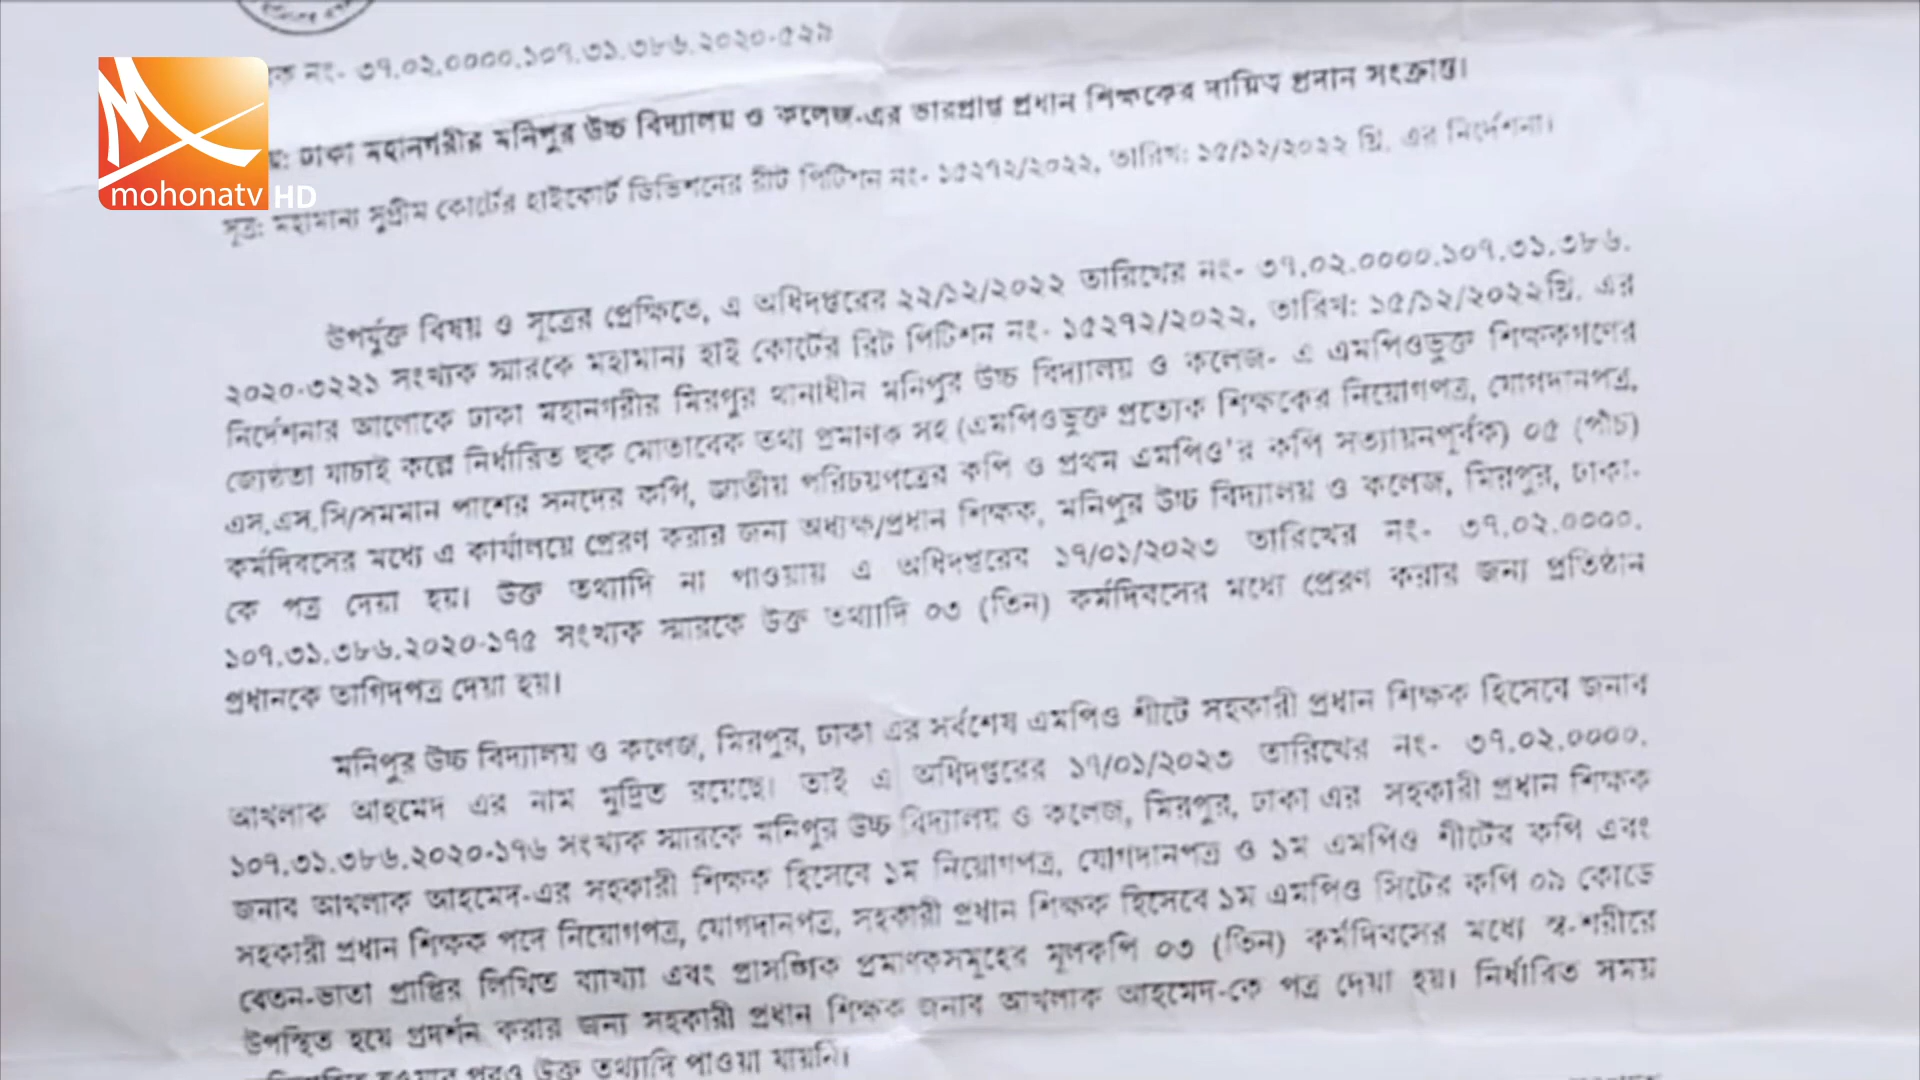 mohonatv HD
নং- ৩৭.০২.০০০০.১০৭.৩১.৩৮৬.২০২০-৫২৯
ঢাকা মহানগরীর মনিপুর উচ্চ বিদ্যালয় ও কলেজ-এর ভারপ্রাপ্ত প্রধান শিক্ষকের দায়িত্ব প্রদান সংক্রান্ত।
সূত্র: মহামান্য সুপ্রীম কোর্টের হাইকোর্ট ডিভিশনের রীট পিটিশন নং- ১৫২৭২/২০২২, তারিখ: ১৫/১২/২০২২ খ্রি. এর নির্দেশনা।
উপর্যুক্ত বিষয় ও সূত্রের প্রেক্ষিতে, এ অধিদপ্তরের ২২/১২/২০২২ তারিখের নং- ৩৭.০২.০০০০.১০৭.৩১.৩৮৬.
২০২০-৩২২১ সংখ্যক স্মারকে মহামান্য হাই কোর্টের রিট পিটিশন নং- ১৫২৭২/২০২২, তারিখ: ১৫/১২/২০২২খ্রি. এর
নির্দেশনার আলোকে ঢাকা মহানগরীর মিরপুর থানাধীন মনিপুর উচ্চ বিদ্যালয় ও কলেজ- এ এমপিওভুক্ত শিক্ষকগণের
জ্যেষ্ঠতা যাচাই কল্পে নির্ধারিত ছক মোতাবেক তথ্য প্রমাণক সহ (এমপিওভুক্ত প্রত্যেক শিক্ষকের নিয়োগপত্র, যোগদানপত্র,
এস.এস.সি/সমমান পাশের সনদের কপি, জাতীয় পরিচয়পত্রের কপি ও প্রথম এমপিও'র কপি সত্যায়নপূর্বক) ০৫ (পাঁচ)
কর্মদিবসের মধ্যে এ কার্যালয়ে প্রেরণ করার জন্য অধ্যক্ষ/প্রধান শিক্ষক, মনিপুর উচ্চ বিদ্যালয় ও কলেজ, মিরপুর, ঢাকা-
কে পত্র দেয়া হয়। উক্ত তথ্যাদি না পাওয়ায় এ অধিদপ্তরের ১৭/০১/২০২৩ তারিখের নং- ৩৭.০২.০০০০.
১০৭.৩১.৩৮৬.২০২০-১৭৫ সংখ্যক স্মারকে উক্ত তথ্যাদি ০৩ (তিন) কর্মদিবসের মধ্যে প্রেরণ করার জন্য প্রতিষ্ঠান
প্রধানকে তাগিদপত্র দেয়া হয়।
মনিপুর উচ্চ বিদ্যালয় ও কলেজ, মিরপুর, ঢাকা এর সর্বশেষ এমপিও শীটে সহকারী প্রধান শিক্ষক হিসেবে জনাব
আখলাক আহমেদ এর নাম মুদ্রিত রয়েছে। তাই এ অধিদপ্তরের ১৭/০১/২০২৩ তারিখের নং- ৩৭.০২.০০০০.
১০৭.৩১.৩৮৬.২০২০-১৭৬ সংখ্যক স্মারকে মনিপুর উচ্চ বিদ্যালয় ও কলেজ, মিরপুর, ঢাকা এর সহকারী প্রধান শিক্ষক
জনাব আখলাক আহমেদ-এর সহকারী শিক্ষক হিসেবে ১ম নিয়োগপত্র, যোগদানপত্র ও ১ম এমপিও শীটের কপি এবং
সহকারী প্রধান শিক্ষক পদে নিয়োগপত্র, যোগদানপত্র, সহকারী প্রধান শিক্ষক হিসেবে ১ম এমপিও সিটের কপি ০৯ কোডে
বেতন-ভাতা প্রাপ্তির লিখিত ব্যাখ্যা এবং প্রাসঙ্গিক প্রমাণকসমূহের মূলকপি ০৩ (তিন) কর্মদিবসের মধ্যে স্ব-শরীরে
উপস্থিত হয়ে প্রদর্শন করার জন্য সহকারী প্রধান শিক্ষক জনাব আখলাক আহমেদ-কে পত্র দেয়া হয়। নির্ধারিত সময়
পরও উক্ত তথ্যাদি পাওয়া যায়নি।